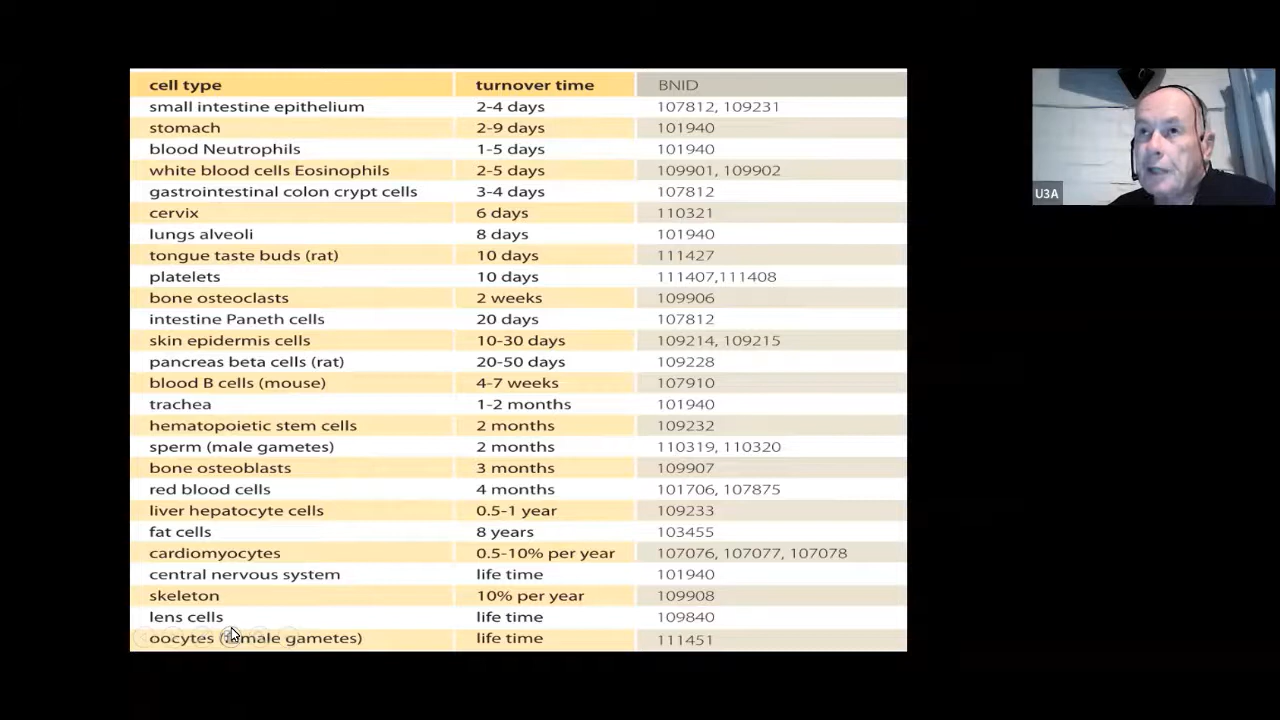 cell type turnover time BNID
small intestine epithelium 2-4 days 107812, 109231
stomach 2-9 days 101940
blood Neutrophils 1-5 days 101940
white blood cells Eosinophils 2-5 days 109901, 109902
gastrointestinal colon crypt cells 3-4 days 107812
cervix 6 days 110321
lungs alveoli 8 days 101940
tongue taste buds (rat) 10 days 111427
platelets 10 days 111407,111408
bone osteoclasts 2 weeks 109906
intestine Paneth cells 20 days 107812
skin epidermis cells 10-30 days 109214, 109215
pancreas beta cells (rat) 20-50 days 109228
blood B cells (mouse) 4-7 weeks 107910
trachea 1-2 months 101940
hematopoietic stem cells 2 months 109232
sperm (male gametes) 2 months 110319, 110320
bone osteoblasts 3 months 109907
red blood cells 4 months 101706, 107875
liver hepatocyte cells 0.5-1 year 109233
fat cells 8 years 103455
cardiomyocytes 0.5-10% per year 107076, 107077, 107078
central nervous system life time 101940
skeleton 10% per year 109908
lens cells life time 109840
oocytes (female gametes) life time 111451
U3A